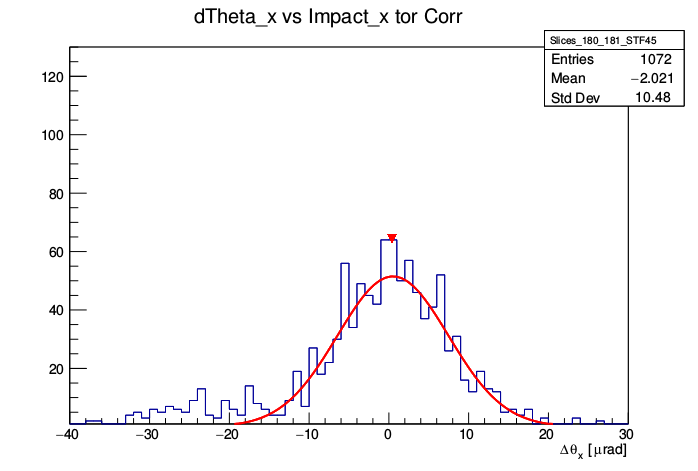 dTheta_x vs Impact_x tor Corr
Slices_180_181_STF45
Entries 1072
Mean −2.021
Std Dev 10.48
120
100
80
60
40
20
−40 −30 −20 −10 0 10 20 30
Δθx [μrad]